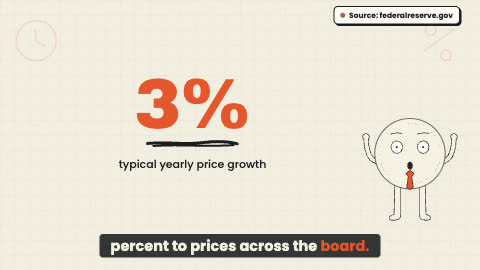 Source: federalreserve.gov
%
3%
typical yearly price growth
percent to prices across the board.